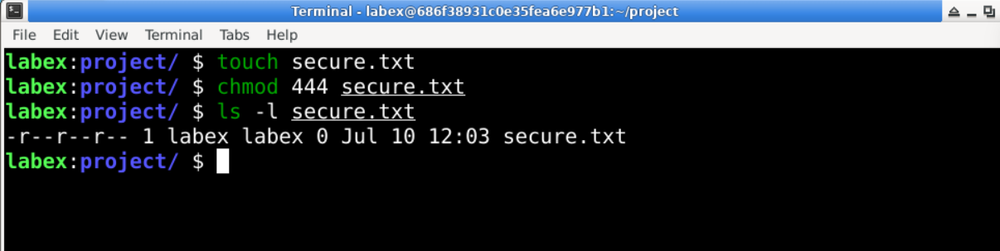 Terminal - labex@686f38931c0e35fea6e977b1:~/project
File Edit View Terminal Tabs Help
labex:project/ $ touch secure.txt
labex:project/ $ chmod 444 secure.txt
labex:project/ $ ls -l secure.txt
-r--r--r-- 1 labex labex 0 Jul 10 12:03 secure.txt
labex:project/ $